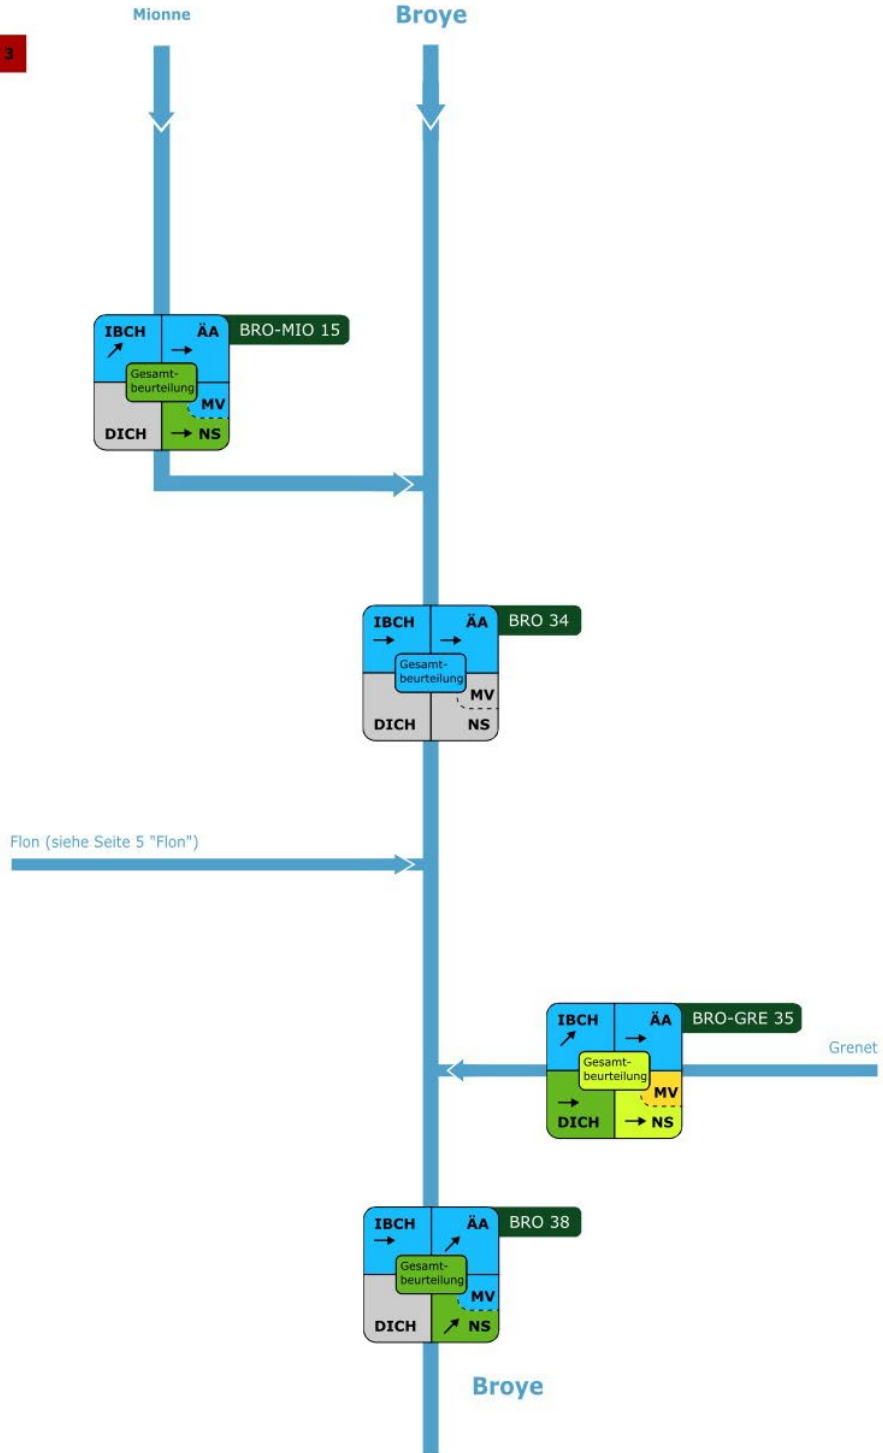 Mionne
Broye
3
IBCH
ÄA
BRO-MIO 15
Gesamt-
beurteilung
MV
DICH
NS
IBCH
ÄA
BRO 34
Gesamt-
beurteilung
MV
DICH
NS
Flon (siehe Seite 5 "Flon")
IBCH
ÄA
BRO-GRE 35
Grenet
Gesamt-
beurteilung
MV
DICH
NS
IBCH
ÄA
BRO 38
Gesamt-
beurteilung
MV
DICH
NS
Broye